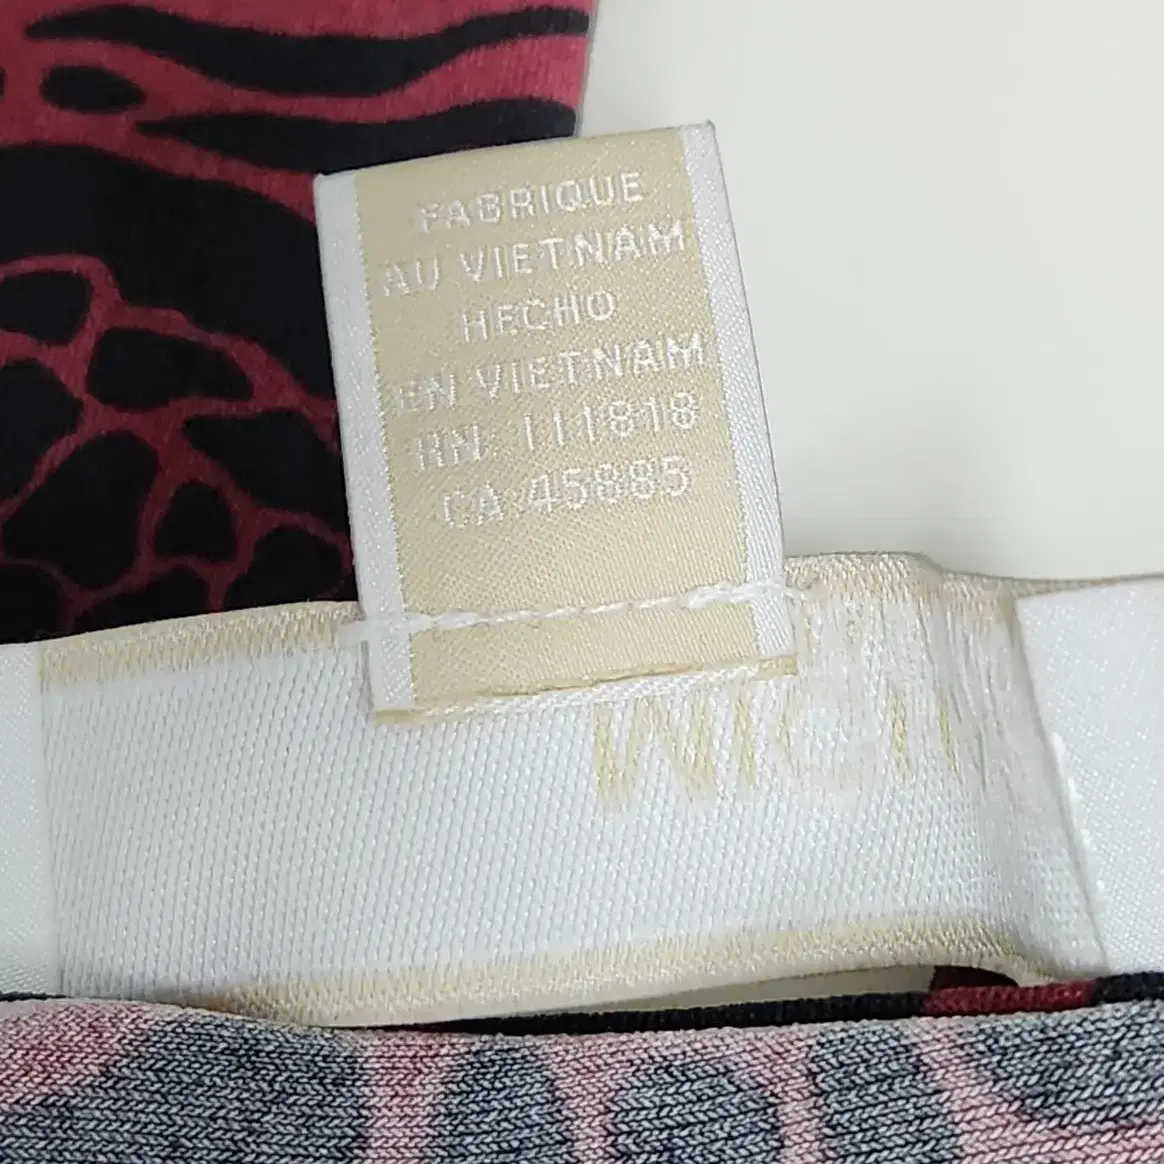 FABRIQUE
AU VIETNAM
HECHO
EN VIETNAM
RN. 111818
CA 45885